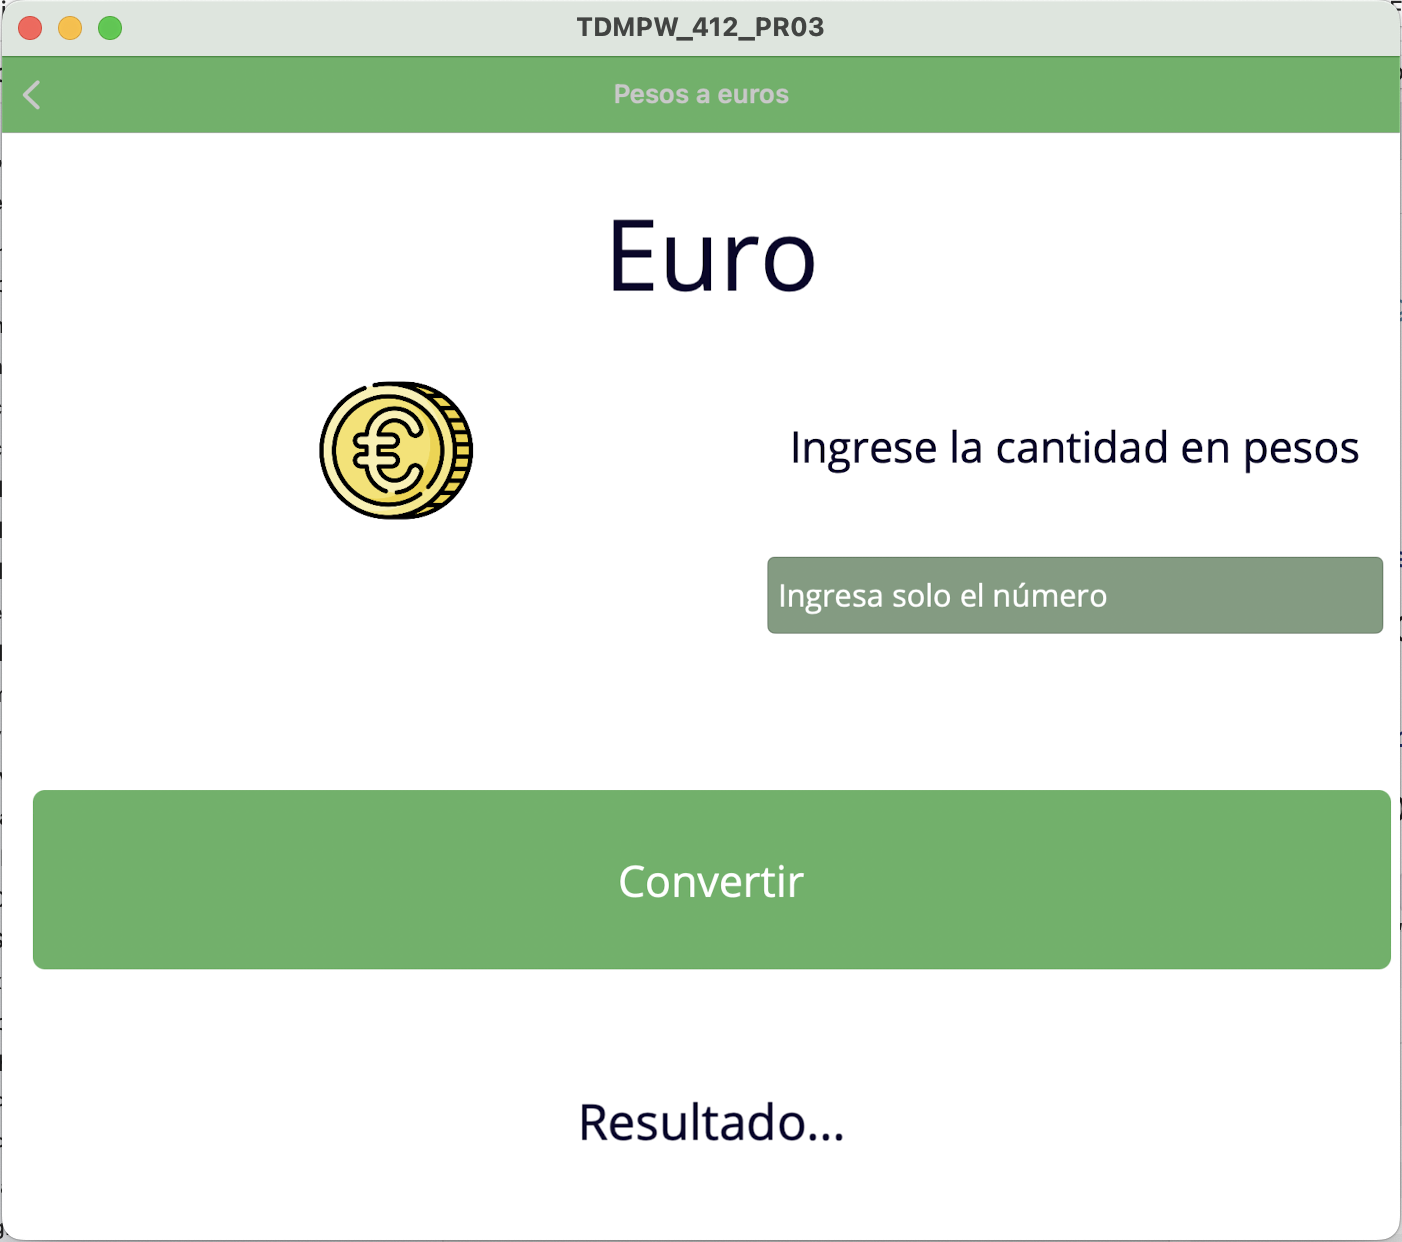 TDMPW_412_PR03
Pesos a euros
Euro
Ingrese la cantidad en pesos
Ingresa solo el número
Convertir
Resultado...